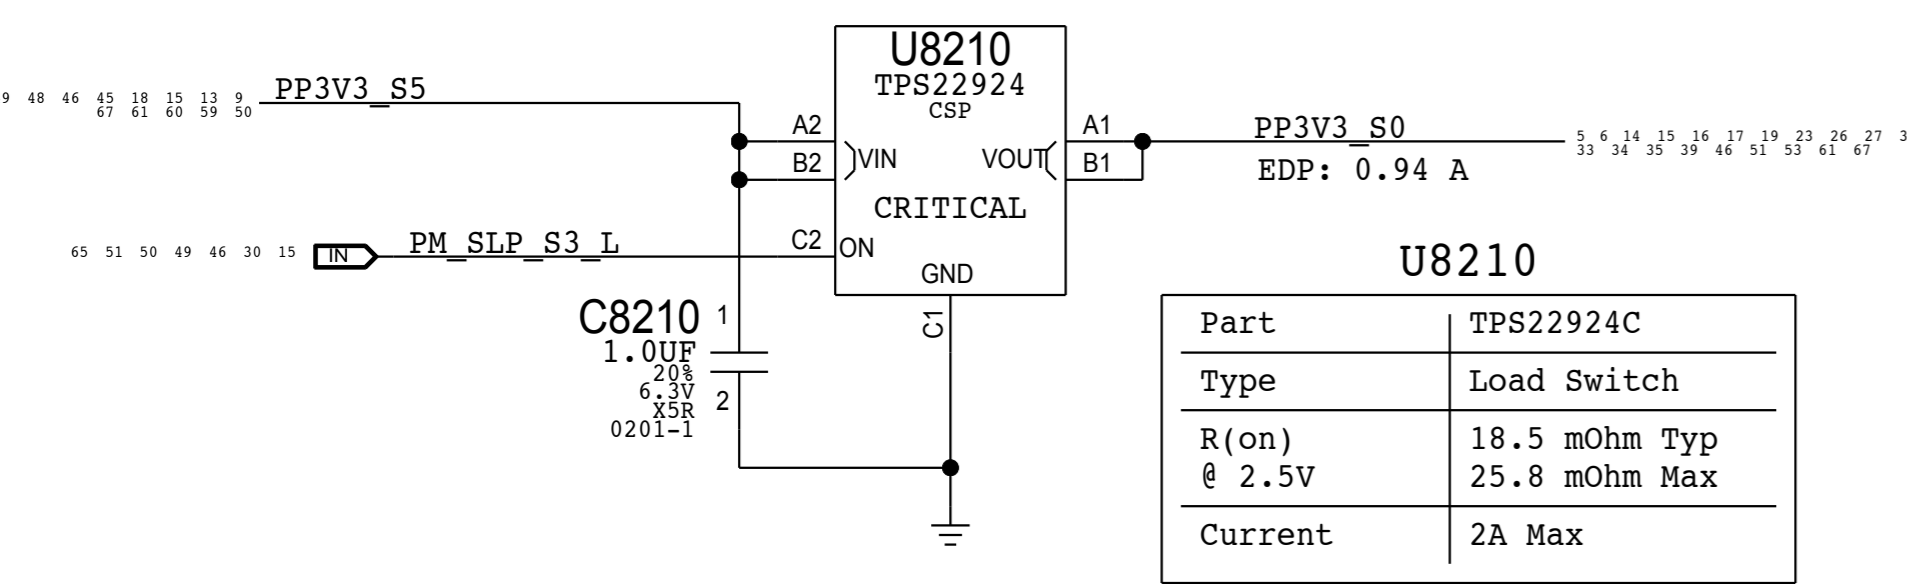 U8210
TPS22924
CSP
9 48 46 45 18 15 13 9
67 61 60 59 50
PP3V3_S5
A2
B2
VIN
VOUT
A1
B1
PP3V3_S0
EDP: 0.94 A
5 6 14 15 16 17 19 23 26 27 3
33 34 35 39 46 51 53 61 67
CRITICAL
65 51 50 49 46 30 15
IN
PM_SLP_S3_L
C2
ON
GND
C1
C8210
1
1.0UF
20%
6.3V
X5R
0201-1
2
U8210
Part TPS22924C
Type Load Switch
R(on) 18.5 mOhm Typ
@ 2.5V 25.8 mOhm Max
Current 2A Max